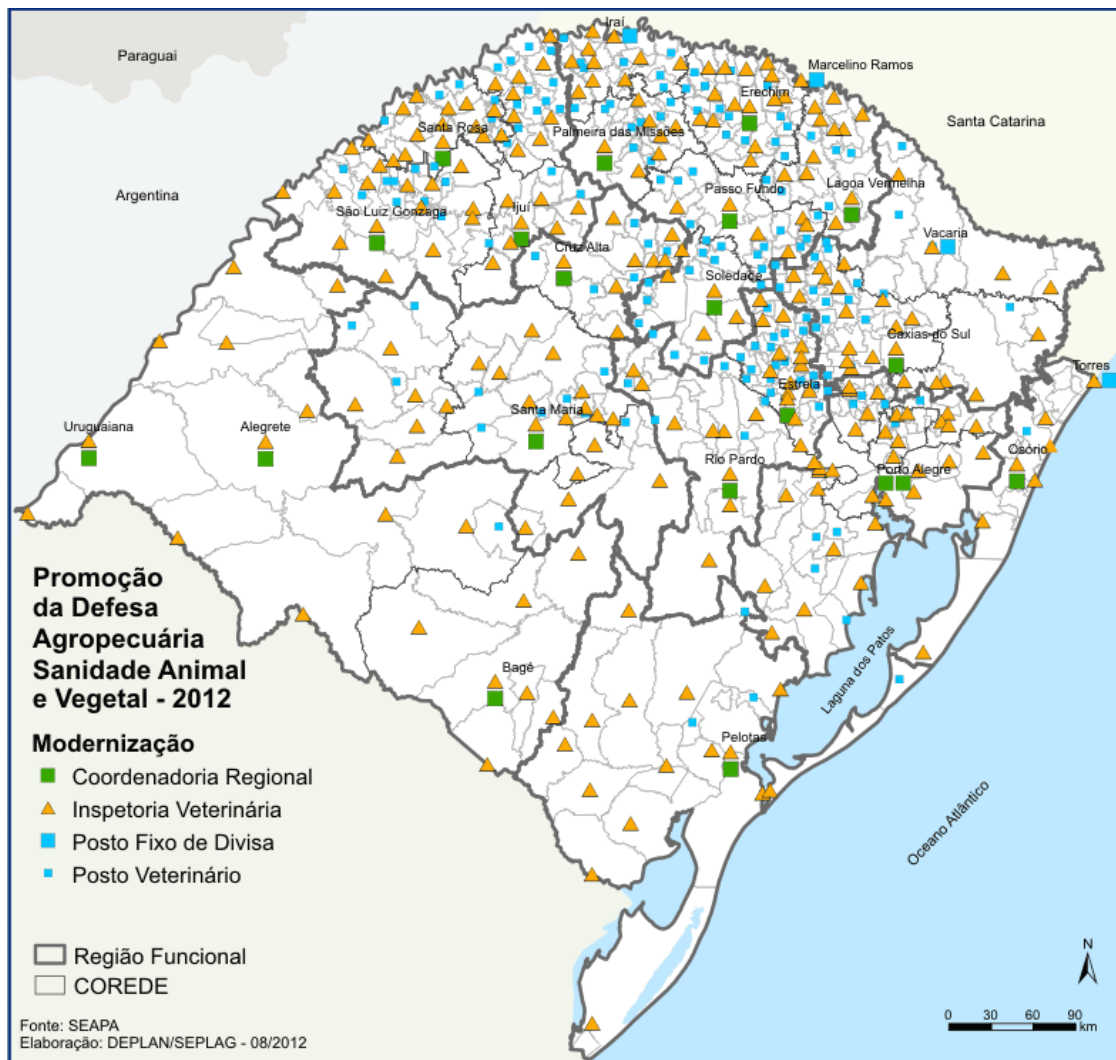 Iraí
Paraguai
Marcelino Ramos
Erechim
Santa Catarina
Santa Rosa
Palmeira das Missões
Argentina
Passo Fundo
Lagoa Vermelha
São Luiz Gonzaga
Ijuí
Vacaria
Cruz Alta
Soledade
Caxias do Sul
Torres
Estrela
Santa Maria
Uruguaiana
Alegrete
Osório
Rio Pardo
Porto Alegre
Promoção
da Defesa
Agropecuária
Sanidade Animal
e Vegetal - 2012
Bagé
Laguna dos Patos
Pelotas
Oceano Atlântico
Modernização
Coordenadoria Regional
Inspetoria Veterinária
Posto Fixo de Divisa
Posto Veterinário
Região Funcional
COREDE
N
0 30 60 90
km
Fonte: SEAPA
Elaboração: DEPLAN/SEPLAG - 08/2012